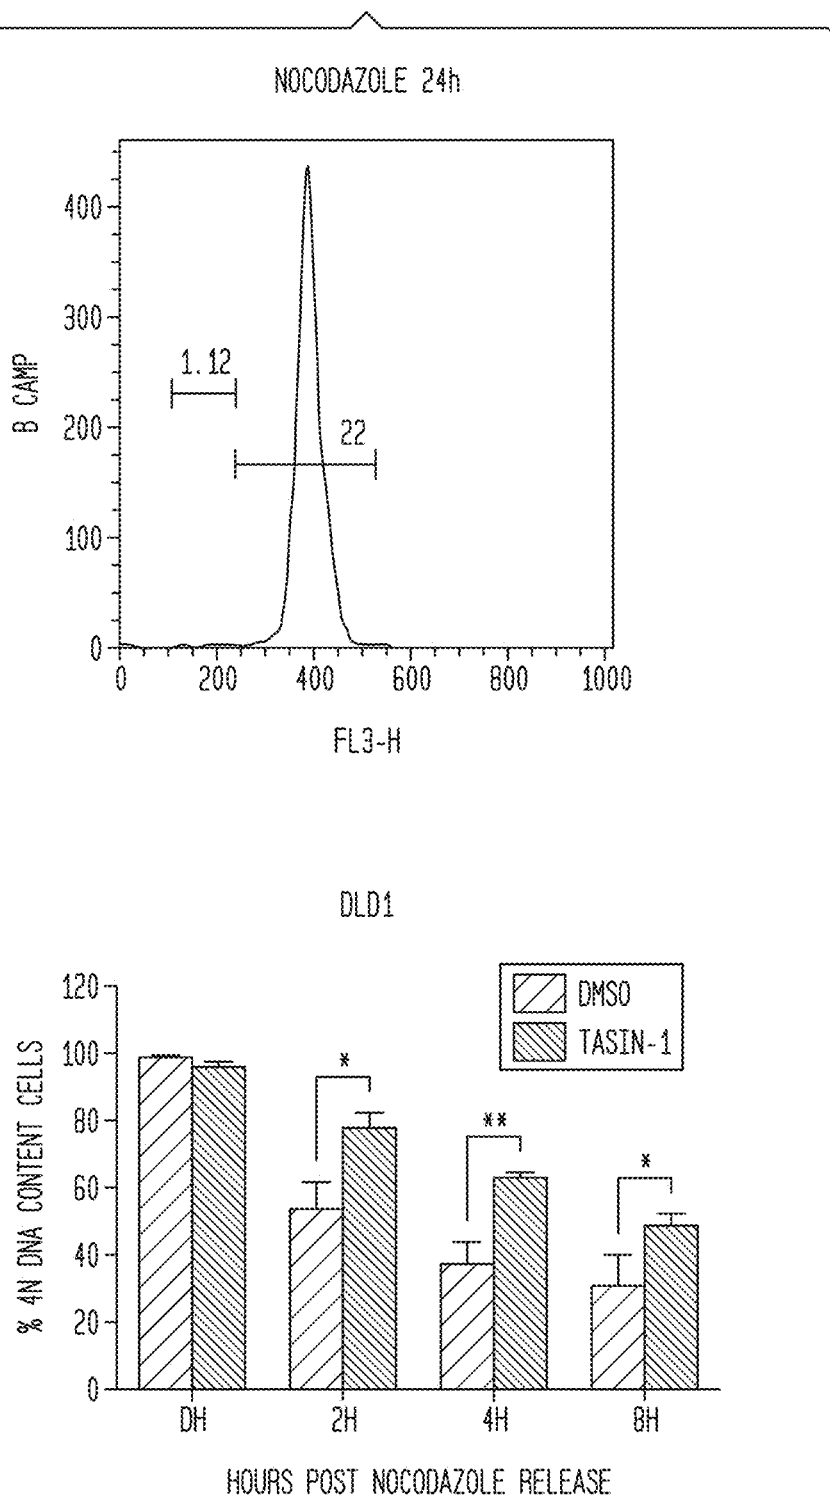 NOCODAZOLE 24h
400
300
200
100
0
B CAMP
1.12
22
0 200 400 600 800 1000
FL3-H
DLD1
120
100
80
60
40
20
0
% 4N DNA CONTENT CELLS
DMSO
TASIN-1
*
**
*
DH 2H 4H 8H
HOURS POST NOCODAZOLE RELEASE